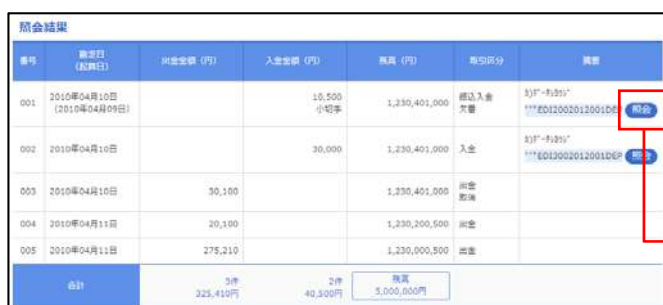 照会結果
番号 勘定日 出金金額（円） 入金金額（円） 残高（円） 取引区分 摘要
（起算日）
001 2010年04月10日 10,500 1,230,401,000 振込入金
（2010年04月09日） 小切手 ***EDI2002012001DEP 照会
002 2010年04月10日 30,000 1,230,401,000 入金
***EDI3002012001DEP 照会
003 2010年04月10日 30,100 1,230,401,000 出金
取消
004 2010年04月11日 20,100 1,230,200,500 出金
005 2010年04月11日 275,210 1,230,000,500 出金
合計 3件 2件 残高
325,410円 40,500円 5,000,000円